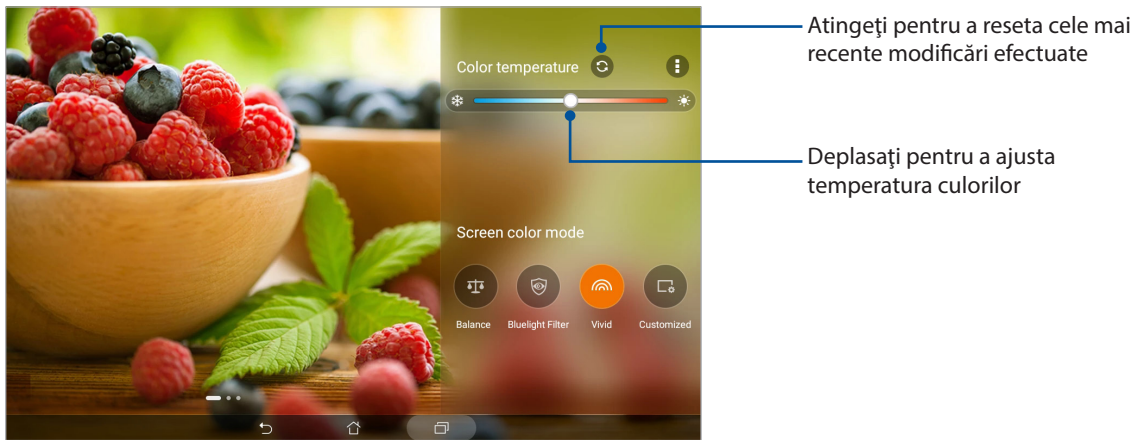 Color temperature
Screen color mode
Balance
Bluelight Filter
Vivid
Customized
Atingeţi pentru a reseta cele mai
recente modificări efectuate
Deplasaţi pentru a ajusta
temperatura culorilor